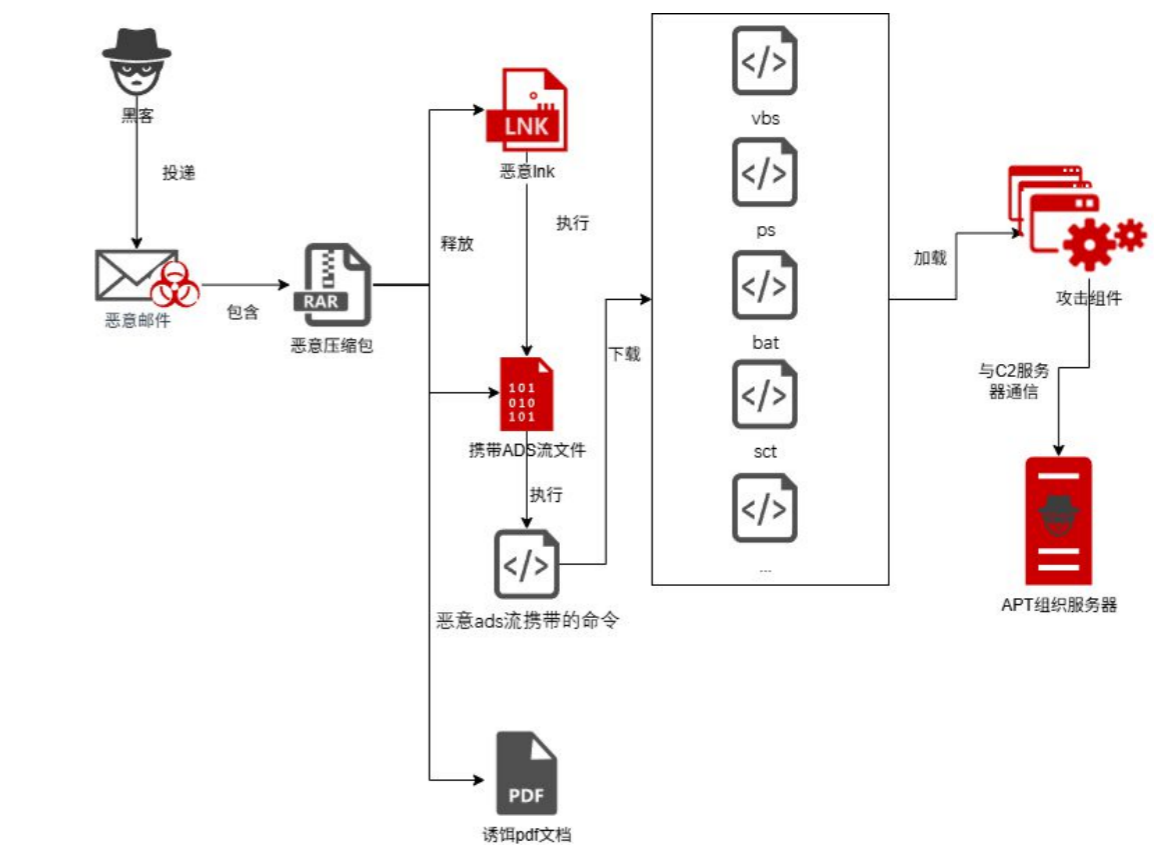 黑客
投递
恶意邮件
包含
RAR
恶意压缩包
释放
LNK
恶意lnk
执行
101
010
101
携带ADS流文件
执行
恶意ads流携带的命令
PDF
诱饵pdf文档
下载
</>
vbs
</>
ps
</>
bat
</>
sct
</>
...
</>
加载
攻击组件
与C2服务
器通信
APT组织服务器